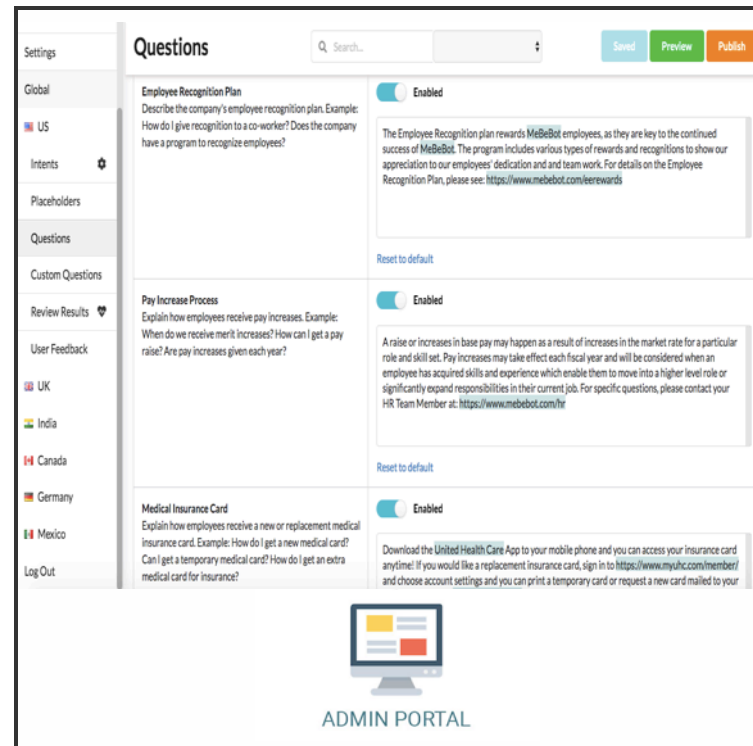 Settings
Global
US
Intents
Placeholders
Questions
Custom Questions
Review Results
User Feedback
UK
India
Canada
Germany
Mexico
Log Out
Questions
Search...
Saved
Preview
Publish
Employee Recognition Plan
Describe the company's employee recognition plan. Example:
How do I give recognition to a co-worker? Does the company
have a program to recognize employees?
Enabled
The Employee Recognition plan rewards MeBeBot employees, as they are key to the continued
success of MeBeBot. The program includes various types of rewards and recognitions to show our
appreciation to our employees' dedication and and team work. For details on the Employee
Recognition Plan, please see: https://www.mebebot.com/eerewards
Reset to default
Pay Increase Process
Explain how employees receive pay increases. Example:
When do we receive merit increases? How can I get a pay
raise? Are pay increases given each year?
Enabled
A raise or increases in base pay may happen as a result of increases in the market rate for a particular
role and skill set. Pay increases may take effect each fiscal year and will be considered when an
employee has acquired skills and experience which enable them to move into a higher level role or
significantly expand responsibilities in their current job. For specific questions, please contact your
HR Team Member at: https://www.mebebot.com/hr
Reset to default
Medical Insurance Card
Explain how employees receive a new or replacement medical
insurance card. Example: How do I get a new medical card?
Can I get a temporary medical card? How do I get an extra
medical card for insurance?
Enabled
Download the United Health Care App to your mobile phone and you can access your insurance card
anytime! If you would like a replacement insurance card, sign in to https://www.myuhc.com/member/
and choose account settings and you can print a temporary card or request a new card mailed to your
ADMIN PORTAL